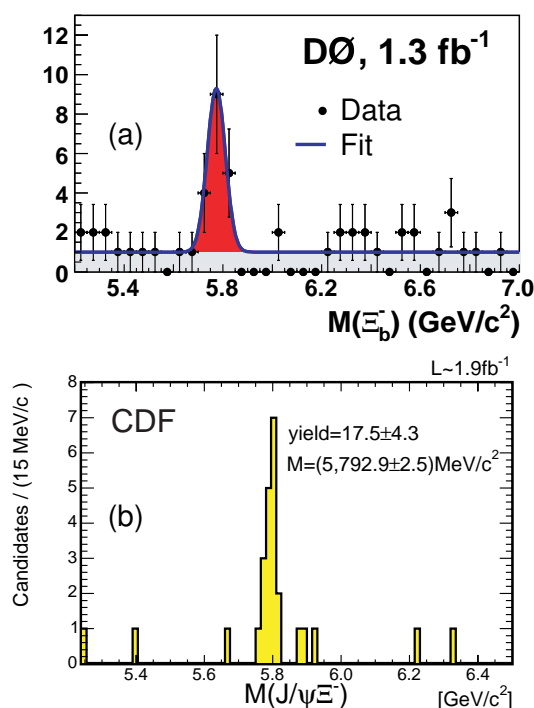 DØ, 1.3 fb⁻¹
(a)
Data
Fit
12
10
8
6
4
2
0
5.4 5.8 6.2 6.6 7.0
M(Ξ⁻b) (GeV/c²)
L~1.9fb⁻¹
Candidates / (15 MeV/c)
CDF
yield=17.5±4.3
M=(5,792.9±2.5)MeV/c²
(b)
8
7
6
5
4
3
2
1
0
5.4 5.6 5.8 6.0 6.2 6.4
M(J/ψΞ⁻) [GeV/c²]